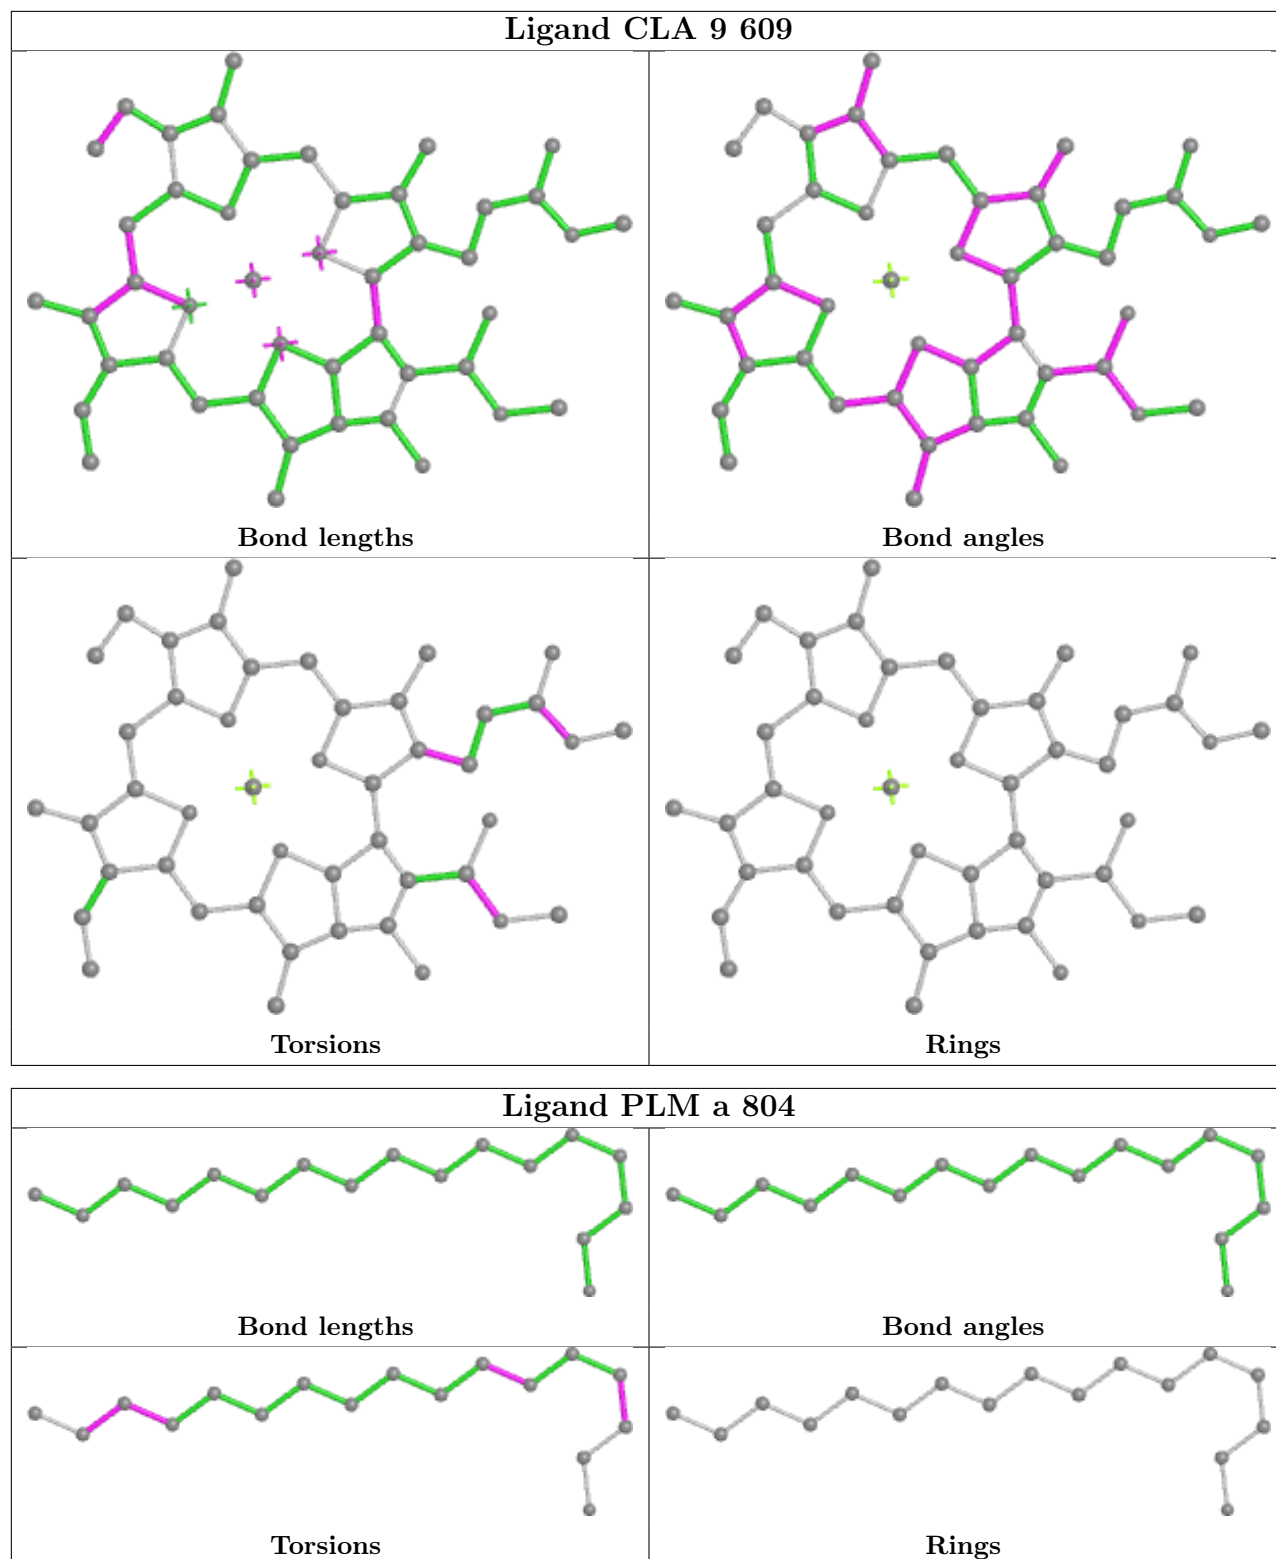 Ligand CLA 9 609
Bond lengths
Bond angles
Torsions
Rings
Ligand PLM a 804
Bond lengths
Bond angles
Torsions
Rings